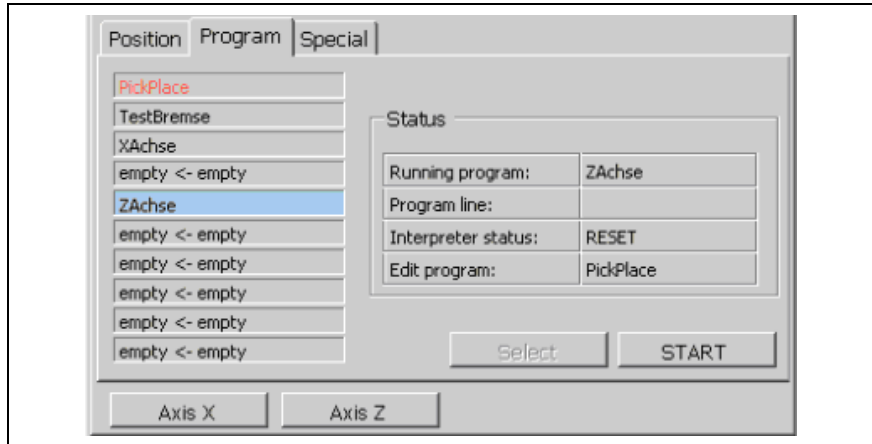 Position Program Special
PickPlace
TestBremse
XAchse
empty <- empty
ZAchse
empty <- empty
empty <- empty
empty <- empty
empty <- empty
empty <- empty
Status
Running program: ZAchse
Program line:
Interpreter status: RESET
Edit program: PickPlace
Select START
Axis X Axis Z